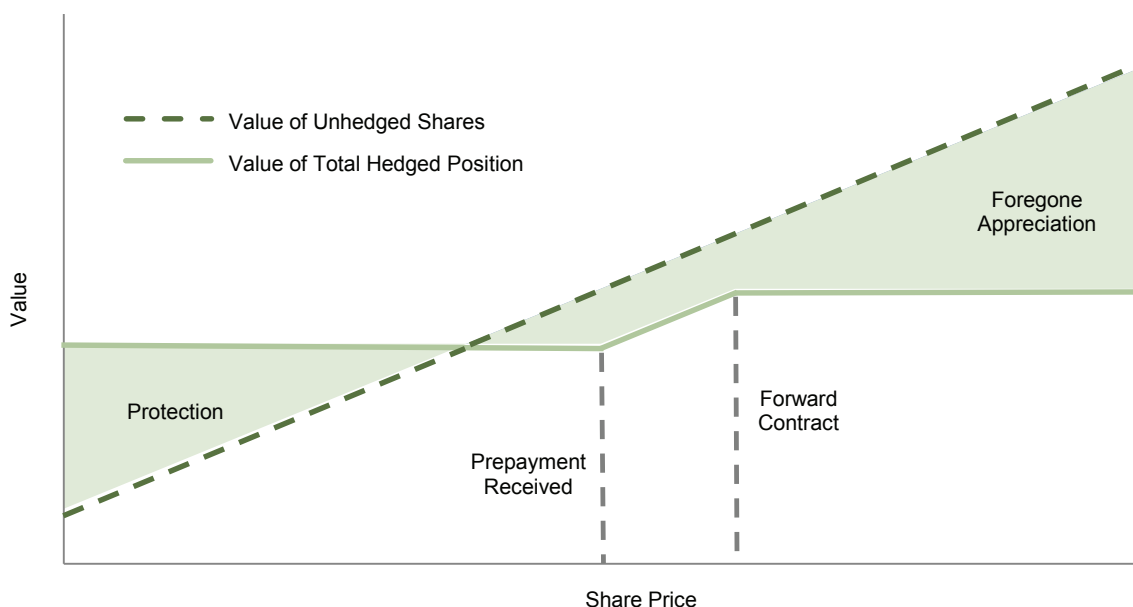 Value of Unhedged Shares
Value of Total Hedged Position
Foregone
Appreciation
Value
Protection
Forward
Contract
Prepayment
Received
Share Price